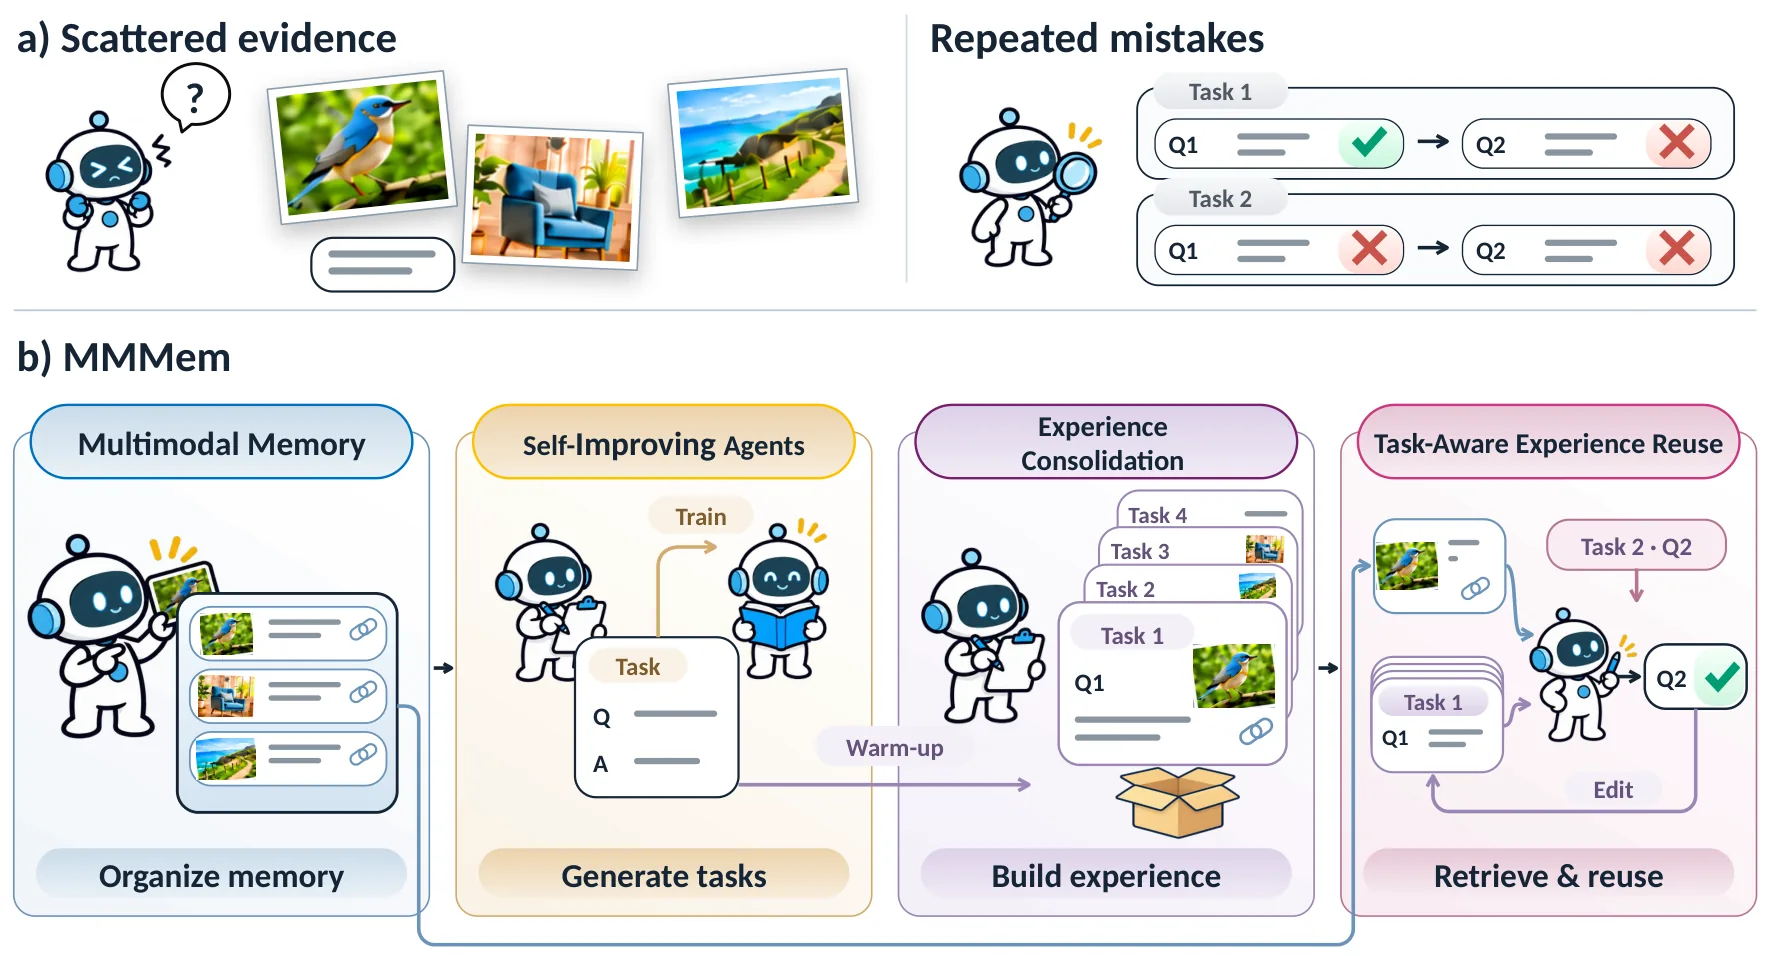 a) Scattered evidence
?
Repeated mistakes
Task 1
Q1
Q2
Task 2
Q1
Q2
b) MMMem
Multimodal Memory
Organize memory
Self-Improving Agents
Train
Task
Q
A
Warm-up
Generate tasks
Experience
Consolidation
Task 4
Task 3
Task 2
Task 1
Q1
Build experience
Task-Aware Experience Reuse
Task 2 · Q2
Q2
Task 1
Q1
Edit
Retrieve & reuse